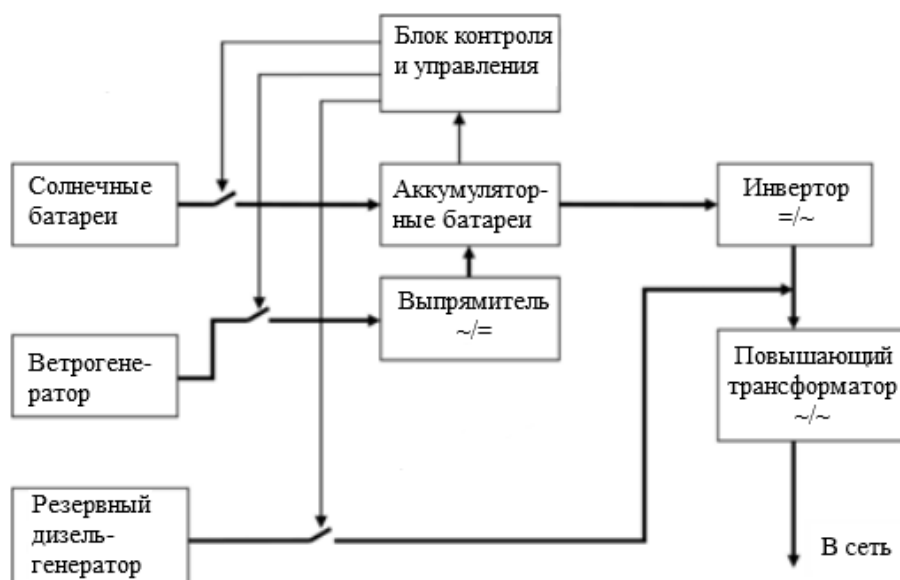 Блок контроля
и управления
Солнечные
батареи
Аккумулятор-
ные батареи
Инвертор
=/~
Выпрямитель
~/=
Ветрогене-
ратор
Повышающий
трансформатор
~/~
Резервный
дизель-
генератор
В сеть